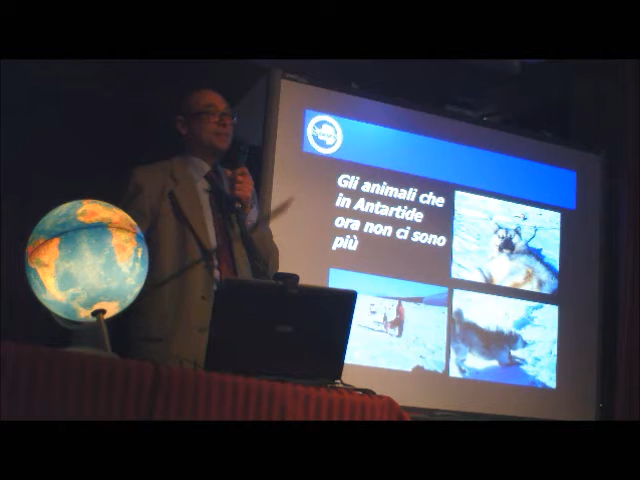 Gli animali che
in Antartide
ora non ci sono
più